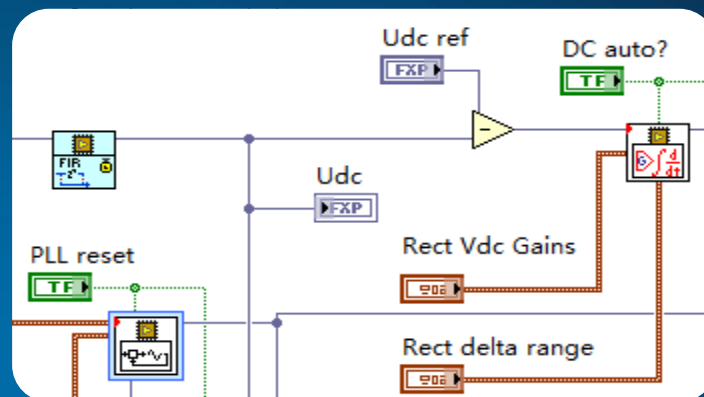 Udc ref
DC auto?
FXP
TF
FIR
Udc
FXP
PLL reset
TF
Rect Vdc Gains
Rect delta range